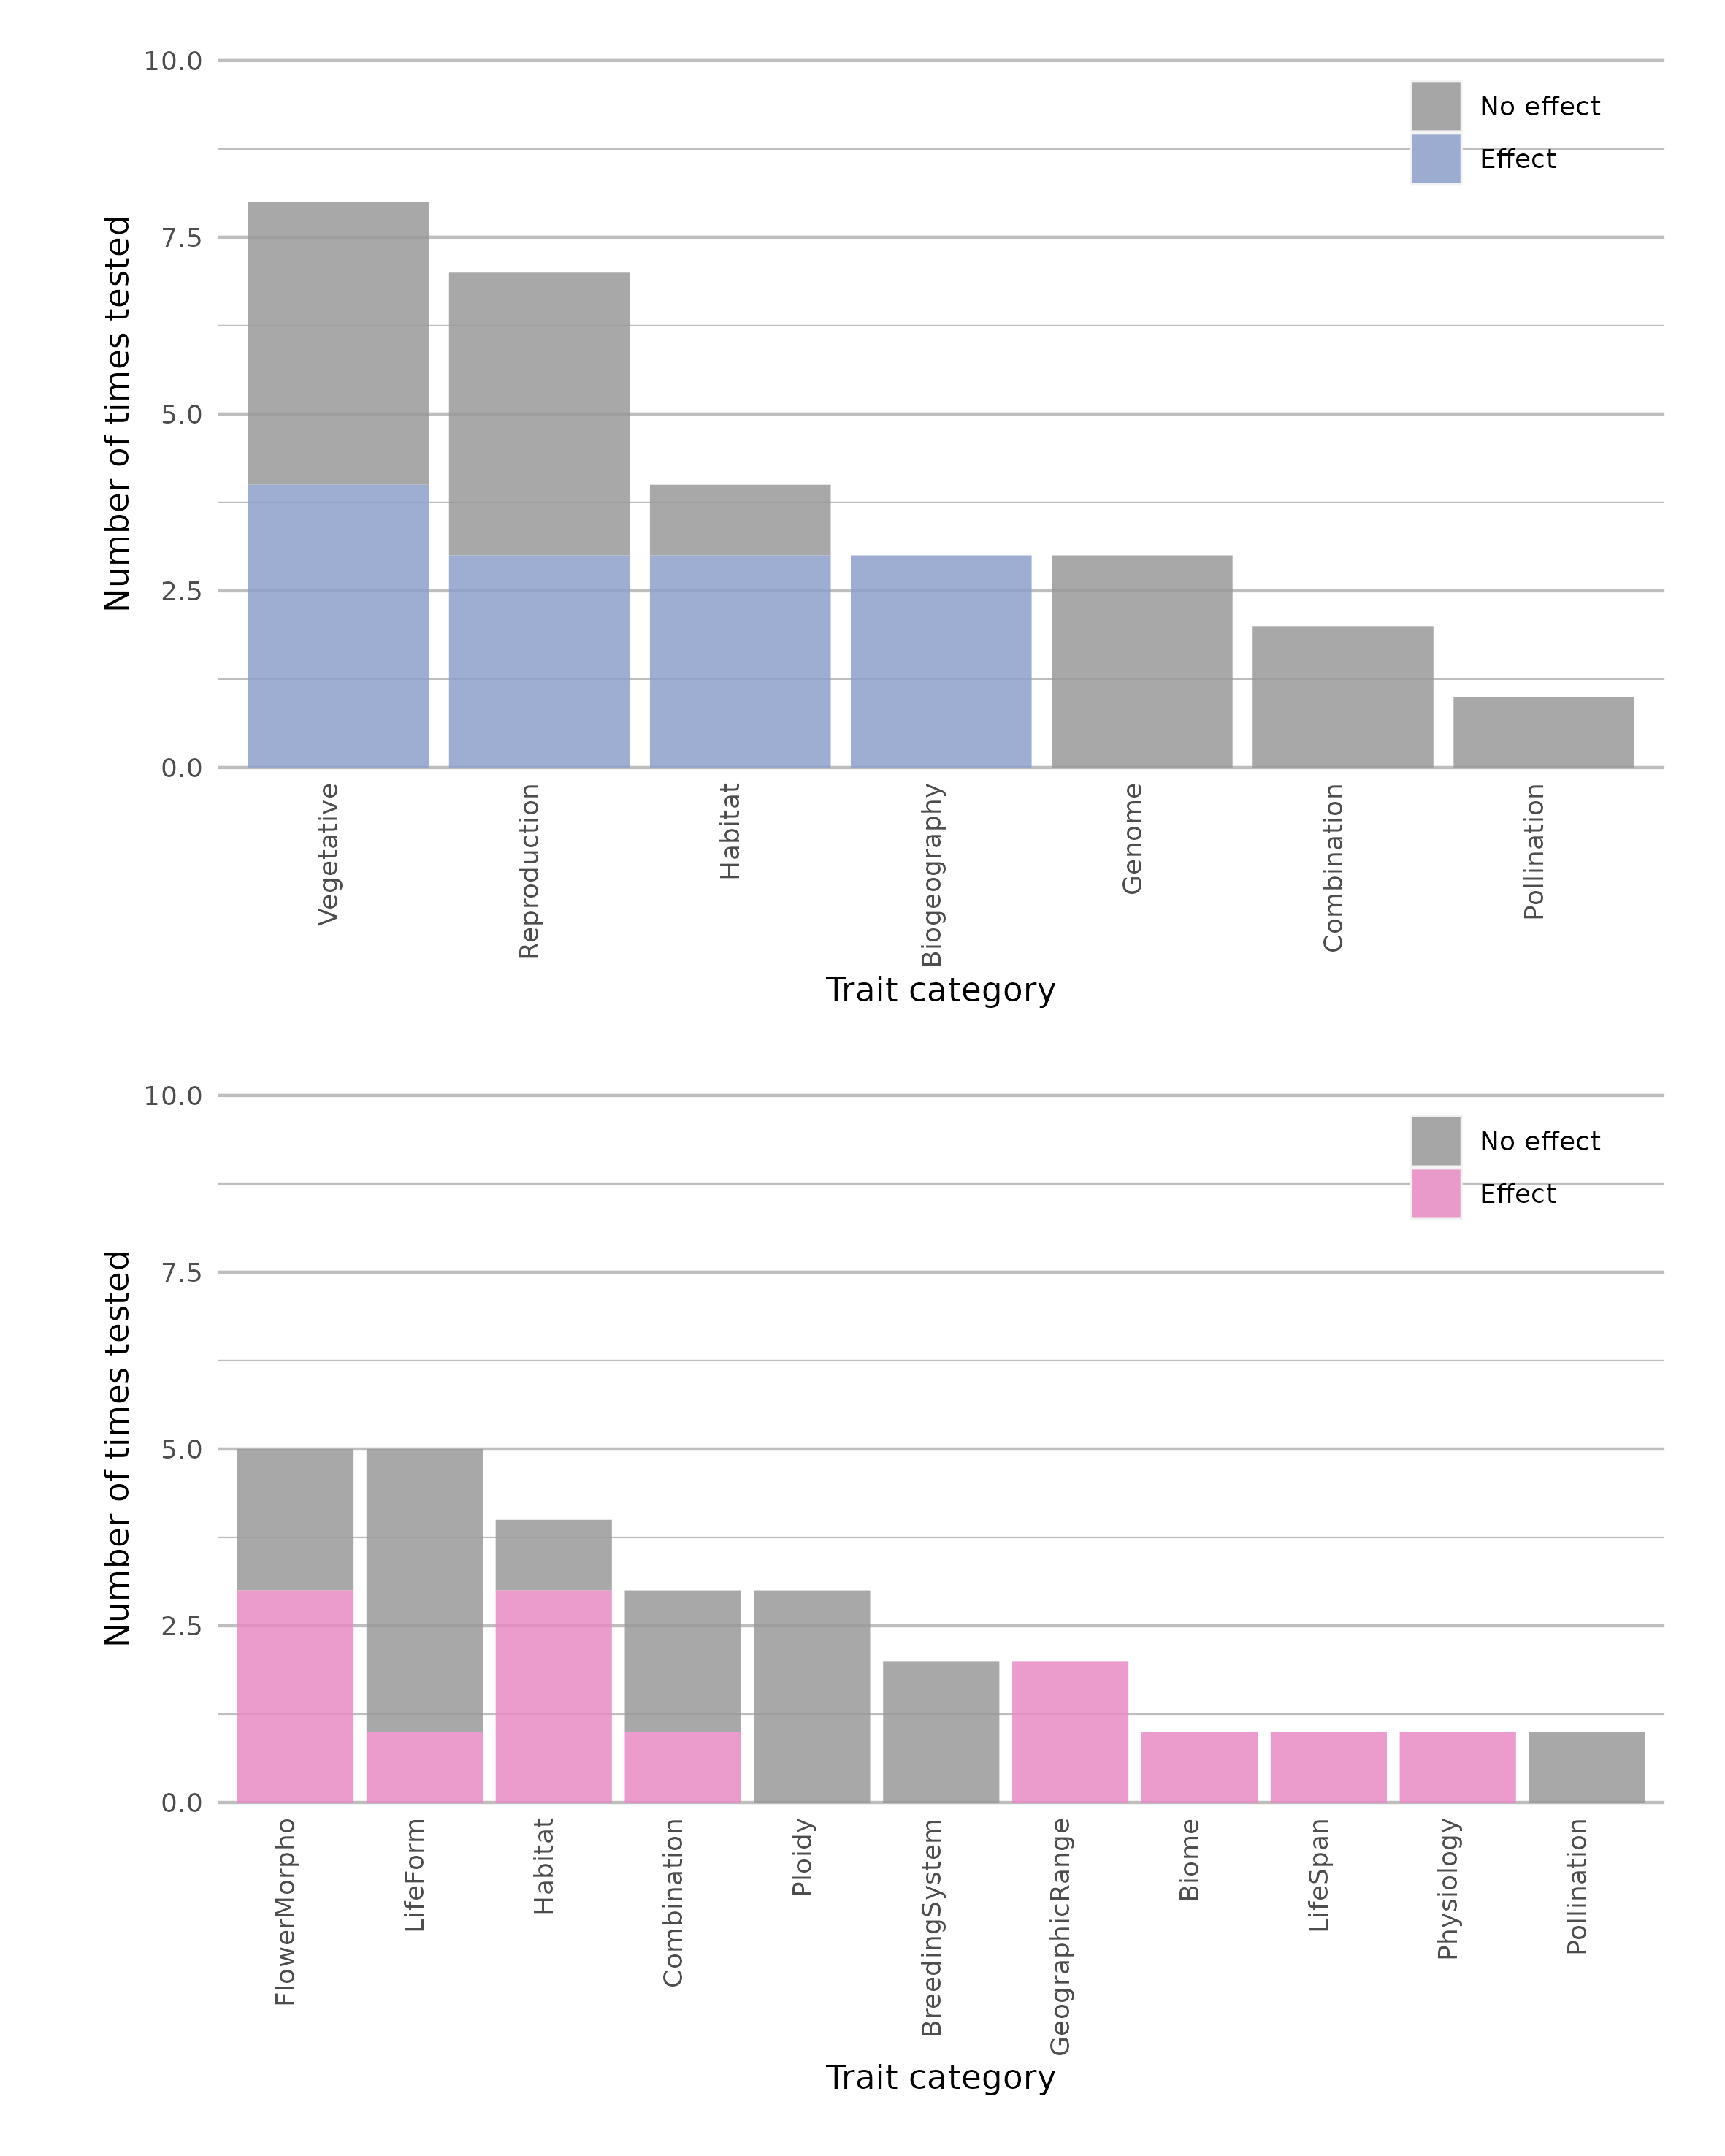 10.0
No effect
Effect
7.5
5.0
2.5
0.0
Number of times tested
Vegetative
Reproduction
Habitat
Biogeography
Genome
Combination
Pollination
Trait category
10.0
No effect
Effect
7.5
5.0
2.5
0.0
Number of times tested
FlowerMorpho
LifeForm
Habitat
Combination
Ploidy
BreedingSystem
GeographicRange
Biome
LifeSpan
Physiology
Pollination
Trait category